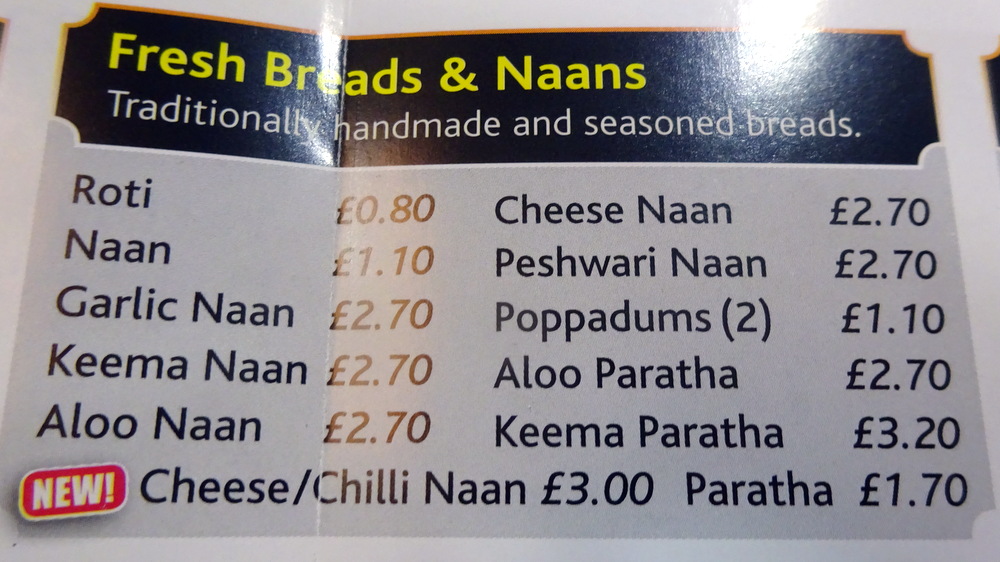 Fresh Breads & Naans
Traditionally handmade and seasoned breads.
Roti £0.80
Naan £1.10
Garlic Naan £2.70
Keema Naan £2.70
Aloo Naan £2.70
Cheese Naan £2.70
Peshwari Naan £2.70
Poppadums (2) £1.10
Aloo Paratha £2.70
Keema Paratha £3.20
NEW! Cheese/Chilli Naan £3.00 Paratha £1.70